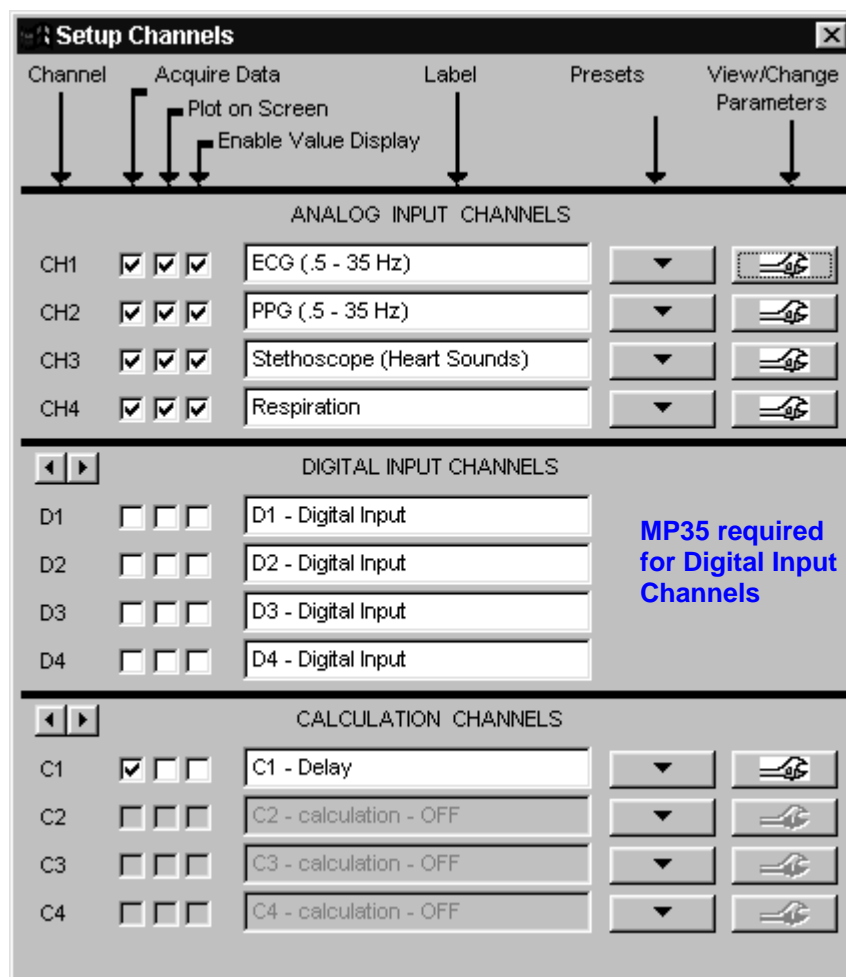 Setup Channels
Channel Acquire Data Label Presets View/Change
Plot on Screen Parameters
Enable Value Display
ANALOG INPUT CHANNELS
CH1 ECG (.5 - 35 Hz)
CH2 PPG (.5 - 35 Hz)
CH3 Stethoscope (Heart Sounds)
CH4 Respiration
DIGITAL INPUT CHANNELS
D1 D1 - Digital Input
D2 D2 - Digital Input
D3 D3 - Digital Input
D4 D4 - Digital Input
MP35 required
for Digital Input
Channels
CALCULATION CHANNELS
C1 C1 - Delay
C2 C2 - calculation - OFF
C3 C3 - calculation - OFF
C4 C4 - calculation - OFF